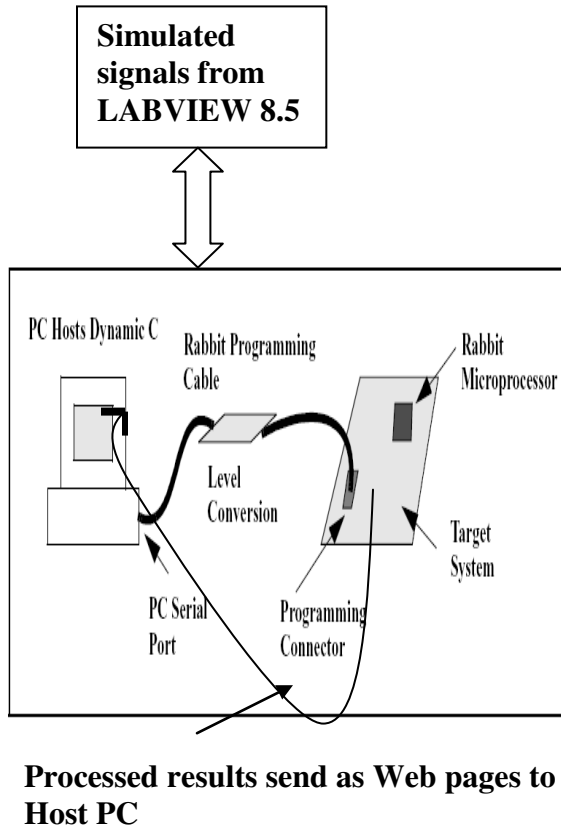 Simulated
signals from
LABVIEW 8.5
PC Hosts Dynamic C
Rabbit Programming
Cable
Rabbit
Microprocessor
Level
Conversion
Target
System
PC Serial
Port
Programming
Connector
Processed results send as Web pages to
Host PC